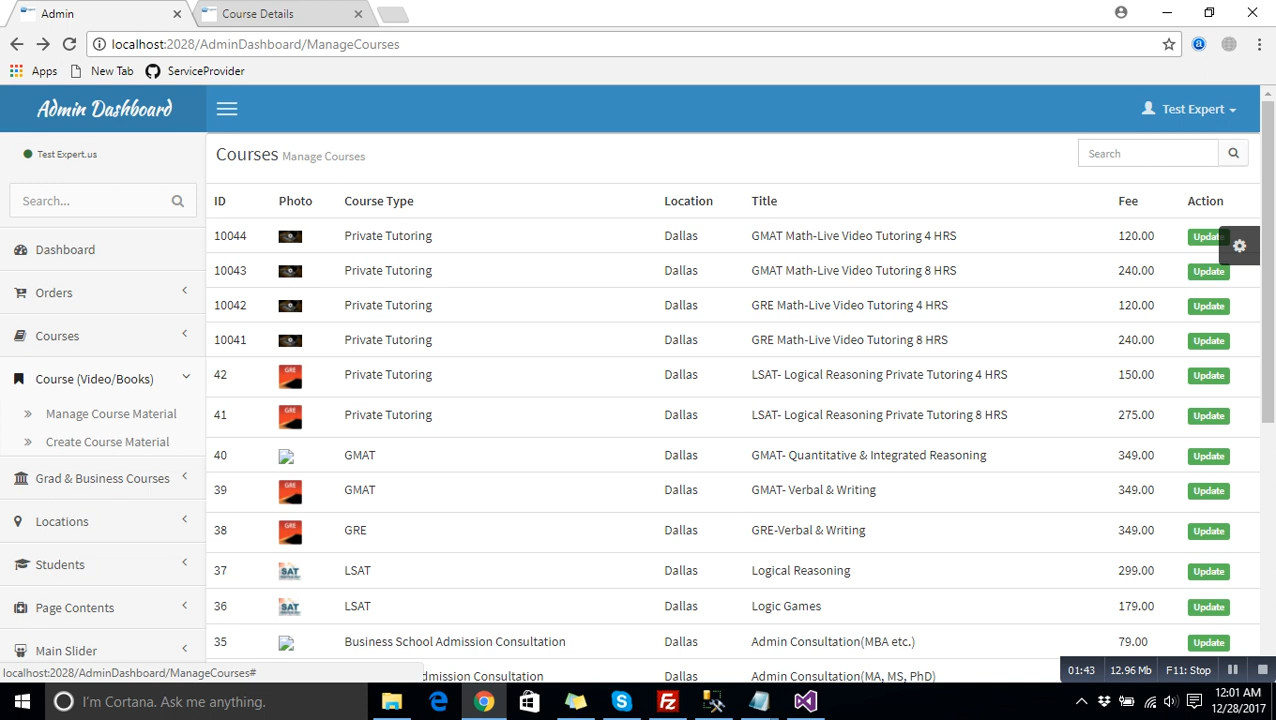 Admin
Course Details
localhost:2028/AdminDashboard/ManageCourses
Apps New Tab ServiceProvider
Admin Dashboard
Test Expert
Test Expert.us
Courses Manage Courses
Search
Search...
ID Photo Course Type Location Title Fee Action
10044 Private Tutoring Dallas GMAT Math-Live Video Tutoring 4 HRS 120.00 Update
10043 Private Tutoring Dallas GMAT Math-Live Video Tutoring 8 HRS 240.00 Update
10042 Private Tutoring Dallas GRE Math-Live Video Tutoring 4 HRS 120.00 Update
10041 Private Tutoring Dallas GRE Math-Live Video Tutoring 8 HRS 240.00 Update
42 GRE Private Tutoring Dallas LSAT- Logical Reasoning Private Tutoring 4 HRS 150.00 Update
41 GRE Private Tutoring Dallas LSAT- Logical Reasoning Private Tutoring 8 HRS 275.00 Update
40 GMAT Dallas GMAT- Quantitative & Integrated Reasoning 349.00 Update
39 GRE GMAT Dallas GMAT- Verbal & Writing 349.00 Update
38 GRE GRE Dallas GRE-Verbal & Writing 349.00 Update
37 SAT LSAT Dallas Logical Reasoning 299.00 Update
36 SAT LSAT Dallas Logic Games 179.00 Update
35 Business School Admission Consultation Dallas Admin Consultation(MBA etc.) 79.00 Update
dmission Consultation Dallas Admin Consultation(MA, MS, PhD)
Dashboard
Orders
Courses
Course (Video/Books)
Manage Course Material
Create Course Material
Grad & Business Courses
Locations
Students
Page Contents
Main Slider
localhost:2028/AdminDashboard/ManageCourses#
01:43 12.96 Mb F11: Stop
I'm Cortana. Ask me anything.
12:01 AM
12/28/2017